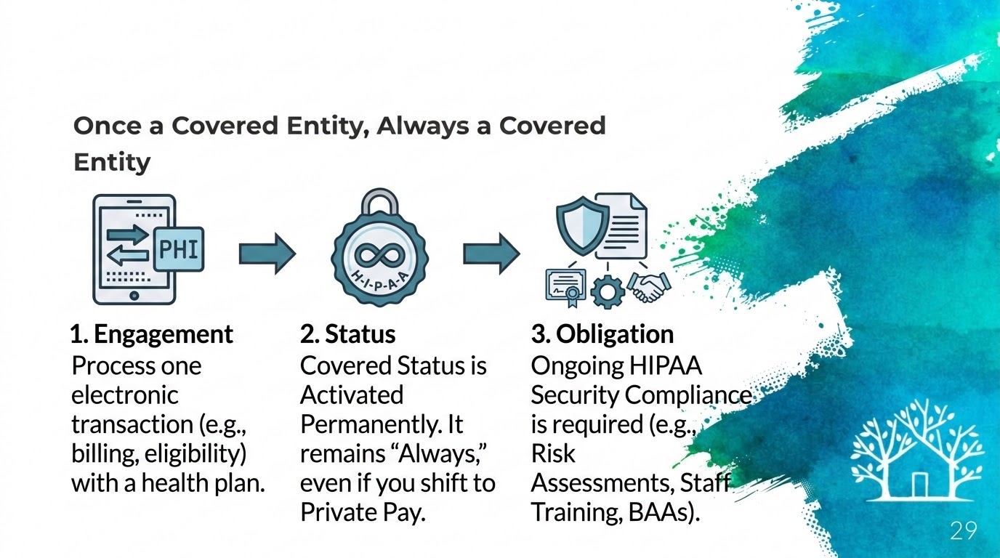 Once a Covered Entity, Always a Covered
Entity
PHI
H-I-P-A-A
1. Engagement
Process one
electronic
transaction (e.g.,
billing, eligibility)
with a health plan.
2. Status
Covered Status is
Activated
Permanently. It
remains “Always,”
even if you shift to
Private Pay.
3. Obligation
Ongoing HIPAA
Security Compliance
is required (e.g.,
Risk
Assessments, Staff
Training, BAAs).
29